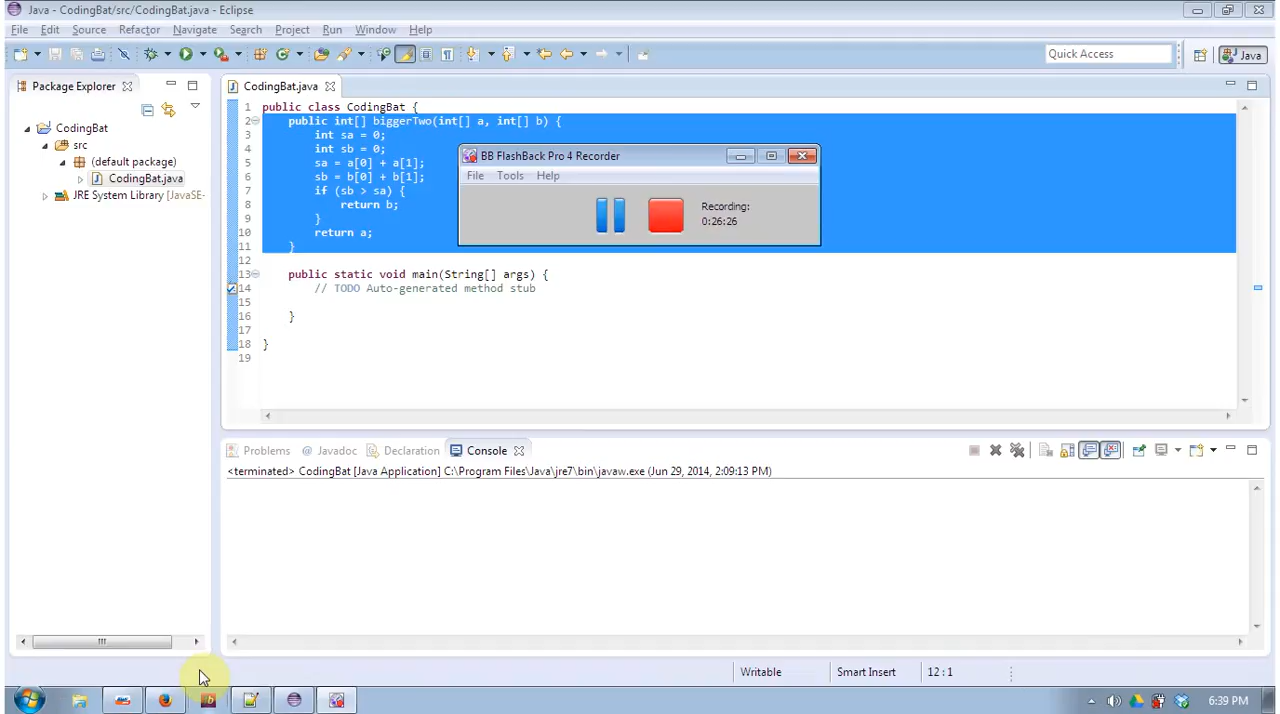 Java - CodingBat/src/CodingBat.java - Eclipse
File Edit Source Refactor Navigate Search Project Run Window Help
Quick Access
Java
Package Explorer
CodingBat.java
CodingBat
src
(default package)
CodingBat.java
JRE System Library [JavaSE-
1 public class CodingBat {
2 public int[] biggerTwo(int[] a, int[] b) {
3 int sa = 0;
4 int sb = 0;
5 sa = a[0] + a[1];
6 sb = b[0] + b[1];
7 if (sb > sa) {
8 return b;
9 }
10 return a;
11 }
12
13 public static void main(String[] args) {
14 // TODO Auto-generated method stub
15
16 }
17
18 }
19
BB FlashBack Pro 4 Recorder
File Tools Help
Recording:
0:26:26
Problems @ Javadoc Declaration Console
<terminated> CodingBat [Java Application] C:\Program Files\Java\jre7\bin\javaw.exe (Jun 29, 2014, 2:09:13 PM)
Writable Smart Insert 12 : 1
6:39 PM